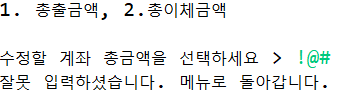 1. 총출금액, 2.총이체금액
수정할 계좌 총금액을 선택하세요 > !@#
잘못 입력하셨습니다. 메뉴로 돌아갑니다.